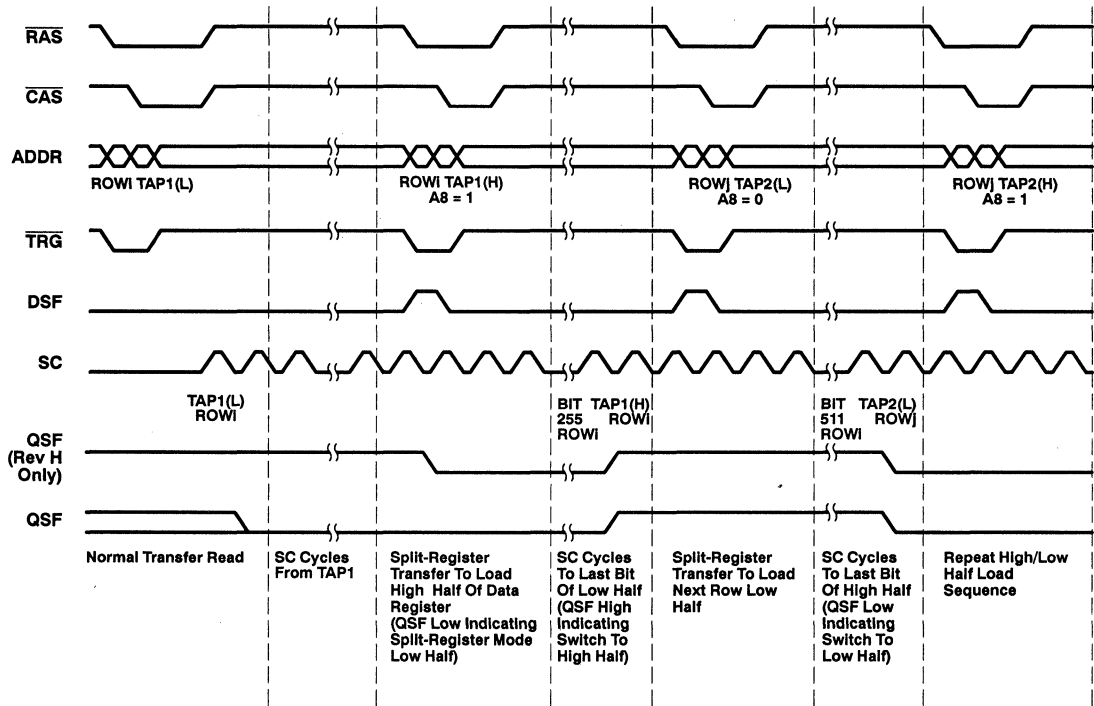 RAS
CAS
ADDR
ROWi TAP1(L)
ROWi TAP1(H)
A8 = 1
ROWj TAP2(L)
A8 = 0
ROWj TAP2(H)
A8 = 1
TRG
DSF
SC
TAP1(L)
ROWi
BIT TAP1(H)
255 ROWi
ROWi
BIT TAP2(L)
511 ROWj
ROWi
QSF
(Rev H
Only)
QSF
Normal Transfer Read
SC Cycles
From TAP1
Split-Register
Transfer To Load
High Half Of Data
Register
(QSF Low Indicating
Split-Register Mode
Low Half)
SC Cycles
To Last Bit
Of Low Half
(QSF High
Indicating
Switch To
High Half)
Split-Register
Transfer To Load
Next Row Low
Half
SC Cycles
To Last Bit
Of High Half
(QSF Low
Indicating
Switch To
Low Half)
Repeat High/Low
Half Load
Sequence